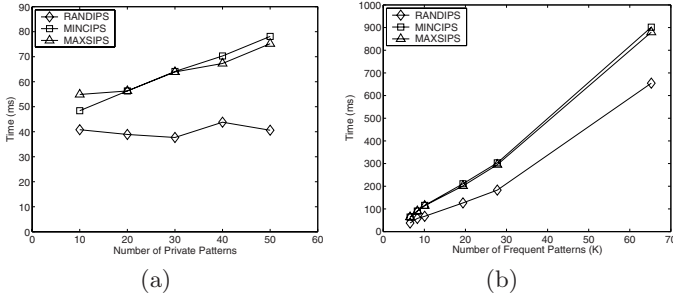 90
80
70
60
50
40
30
20
10
0
0 10 20 30 40 50 60
Time (ms)
Number of Private Patterns
RANDIPS
MINCIPS
MAXSIPS
(a)
1000
900
800
700
600
500
400
300
200
100
0
0 10 20 30 40 50 60 70
Time (ms)
Number of Frequent Patterns (K)
RANDIPS
MINCIPS
MAXSIPS
(b)